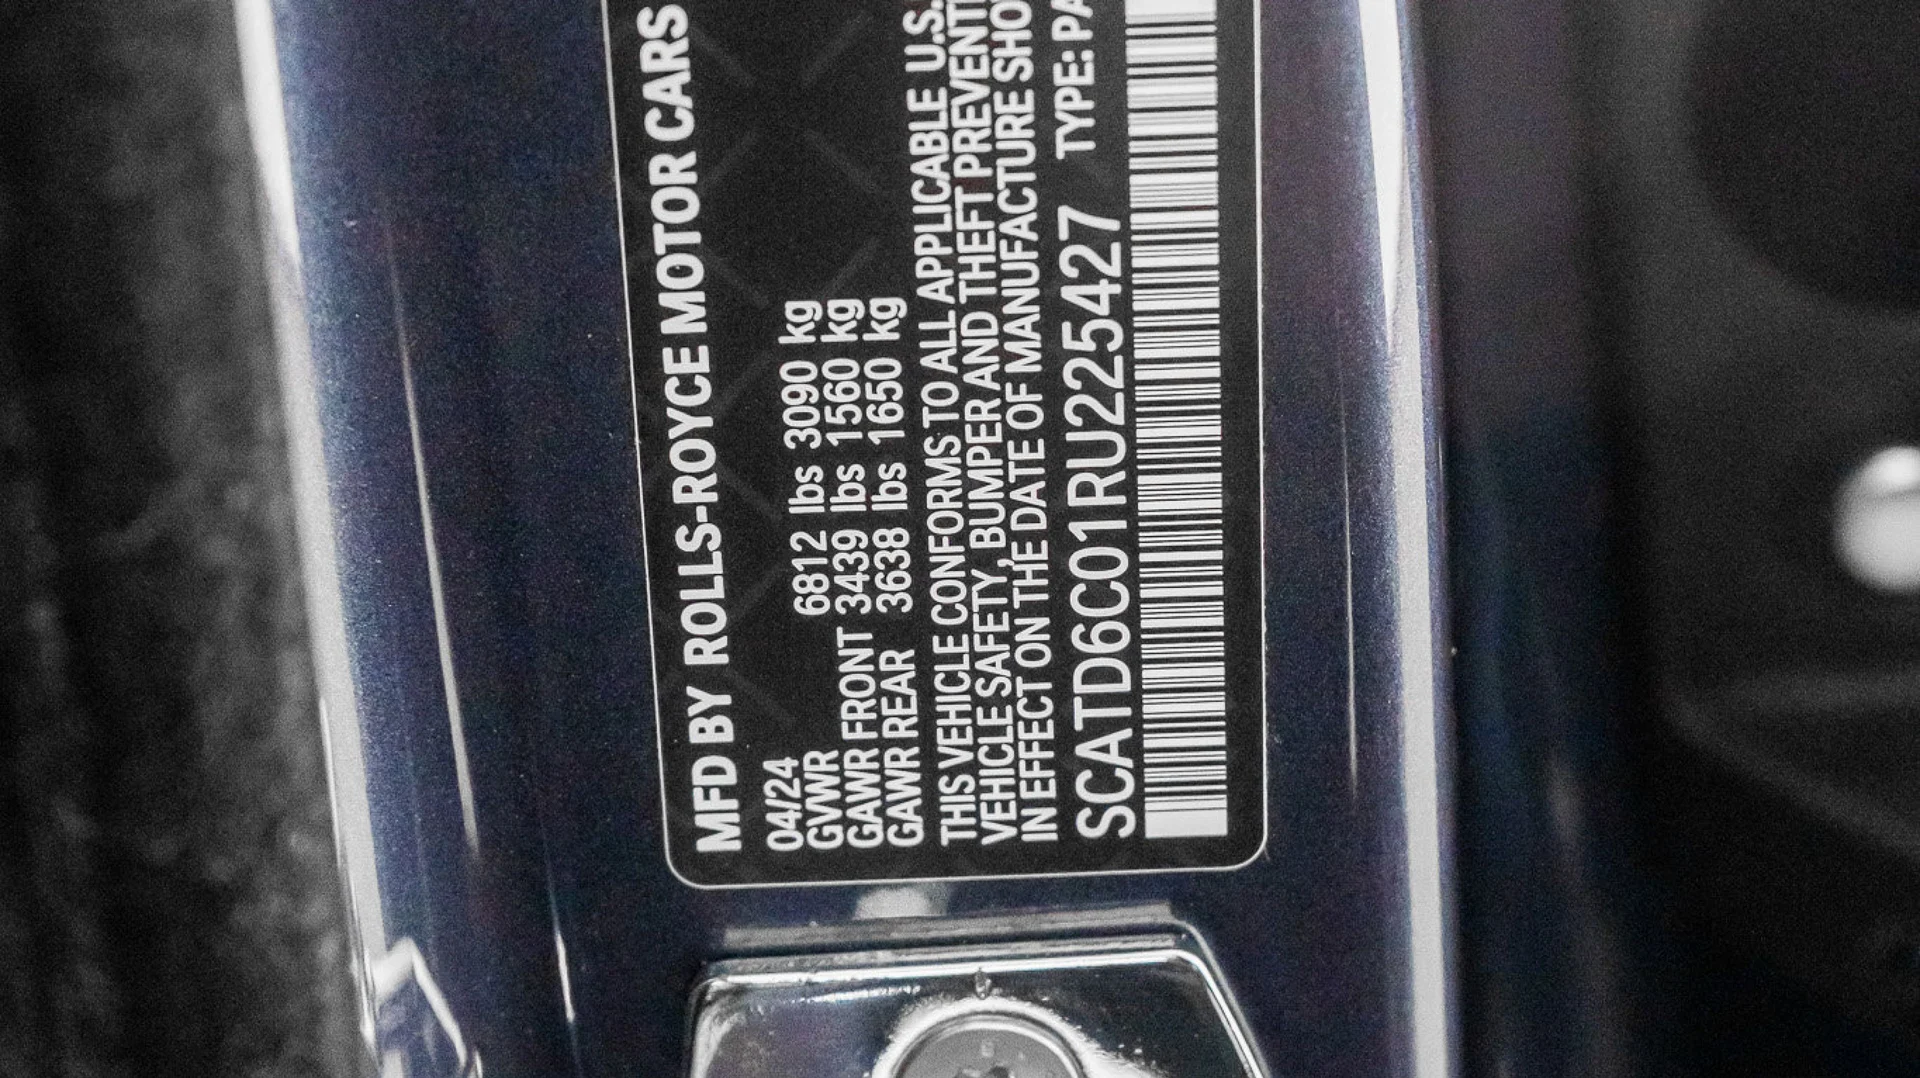 MFD BY ROLLS-ROYCE MOTOR CARS
04/24
GVWR 6812 lbs 3090 kg
GAWR FRONT 3439 lbs 1560 kg
GAWR REAR 3638 lbs 1650 kg
THIS VEHICLE CONFORMS TO ALL APPLICABLE U.S.
VEHICLE SAFETY, BUMPER AND THEFT PREVENTI
IN EFFECT ON THE DATE OF MANUFACTURE SHO
SCATD6C01RU225427 TYPE: PA